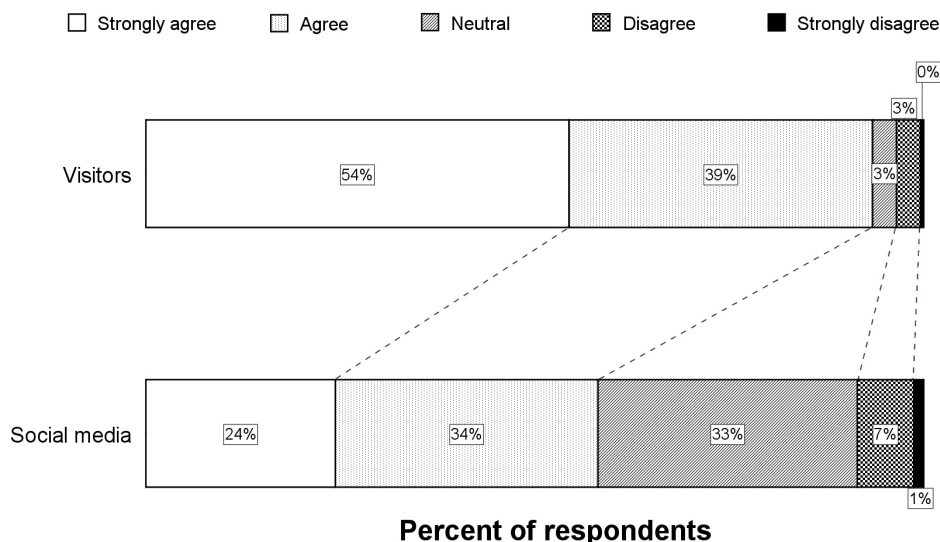 Strongly agree Agree Neutral Disagree Strongly disagree
0%
3%
Visitors 54% 39% 3%
Social media 24% 34% 33% 7%
1%
Percent of respondents